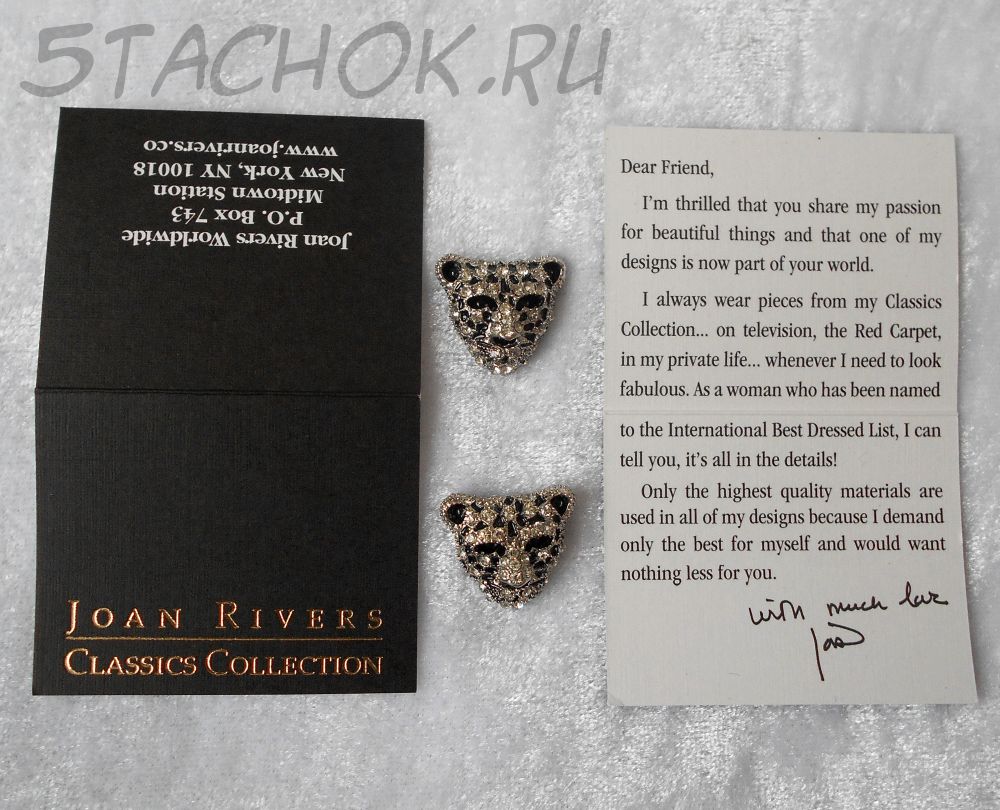 5TACHOK.RU
Joan Rivers Worldwide
P.O. Box 743
Midtown Station
New York, NY 10018
www.joanrivers.co
JOAN RIVERS
CLASSICS COLLECTION
Dear Friend,
I'm thrilled that you share my passion
for beautiful things and that one of my
designs is now part of your world.
I always wear pieces from my Classics
Collection... on television, the Red Carpet,
in my private life... whenever I need to look
fabulous. As a woman who has been named
to the International Best Dressed List, I can
tell you, it's all in the details!
Only the highest quality materials are
used in all of my designs because I demand
only the best for myself and would want
nothing less for you.
with much love
Joan